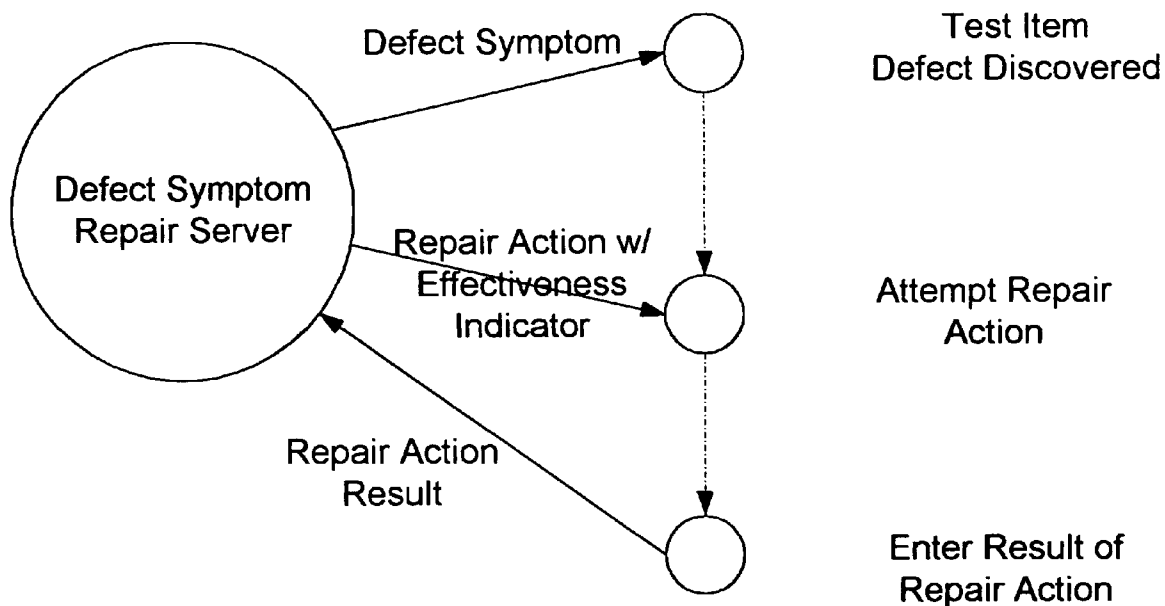 Defect Symptom
Test Item
Defect Discovered
Defect Symptom
Repair Server
Repair Action w/
Effectiveness
Indicator
Attempt Repair
Action
Repair Action
Result
Enter Result of
Repair Action